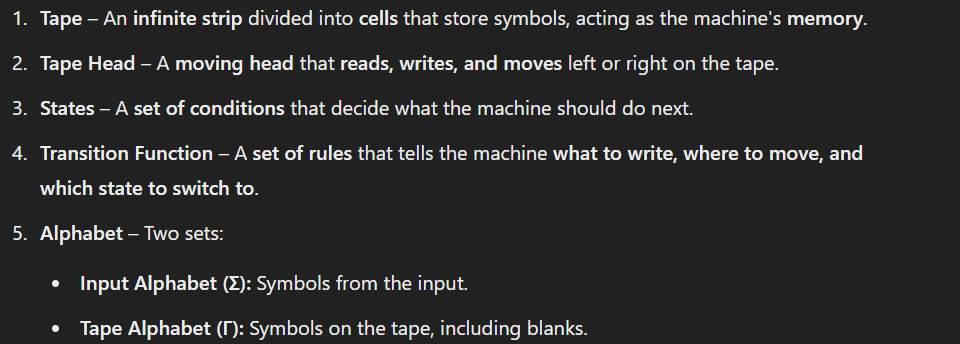 1. Tape – An infinite strip divided into cells that store symbols, acting as the machine's memory.
2. Tape Head – A moving head that reads, writes, and moves left or right on the tape.
3. States – A set of conditions that decide what the machine should do next.
4. Transition Function – A set of rules that tells the machine what to write, where to move, and
which state to switch to.
5. Alphabet – Two sets:
• Input Alphabet (Σ): Symbols from the input.
• Tape Alphabet (Γ): Symbols on the tape, including blanks.